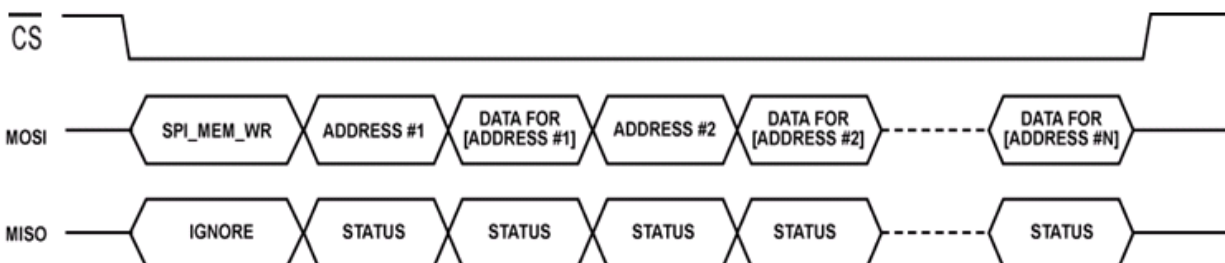 CS
MOSI
SPI_MEM_WR
ADDRESS #1
DATA FOR
[ADDRESS #1]
ADDRESS #2
DATA FOR
[ADDRESS #2]
DATA FOR
[ADDRESS #N]
MISO
IGNORE
STATUS
STATUS
STATUS
STATUS
STATUS